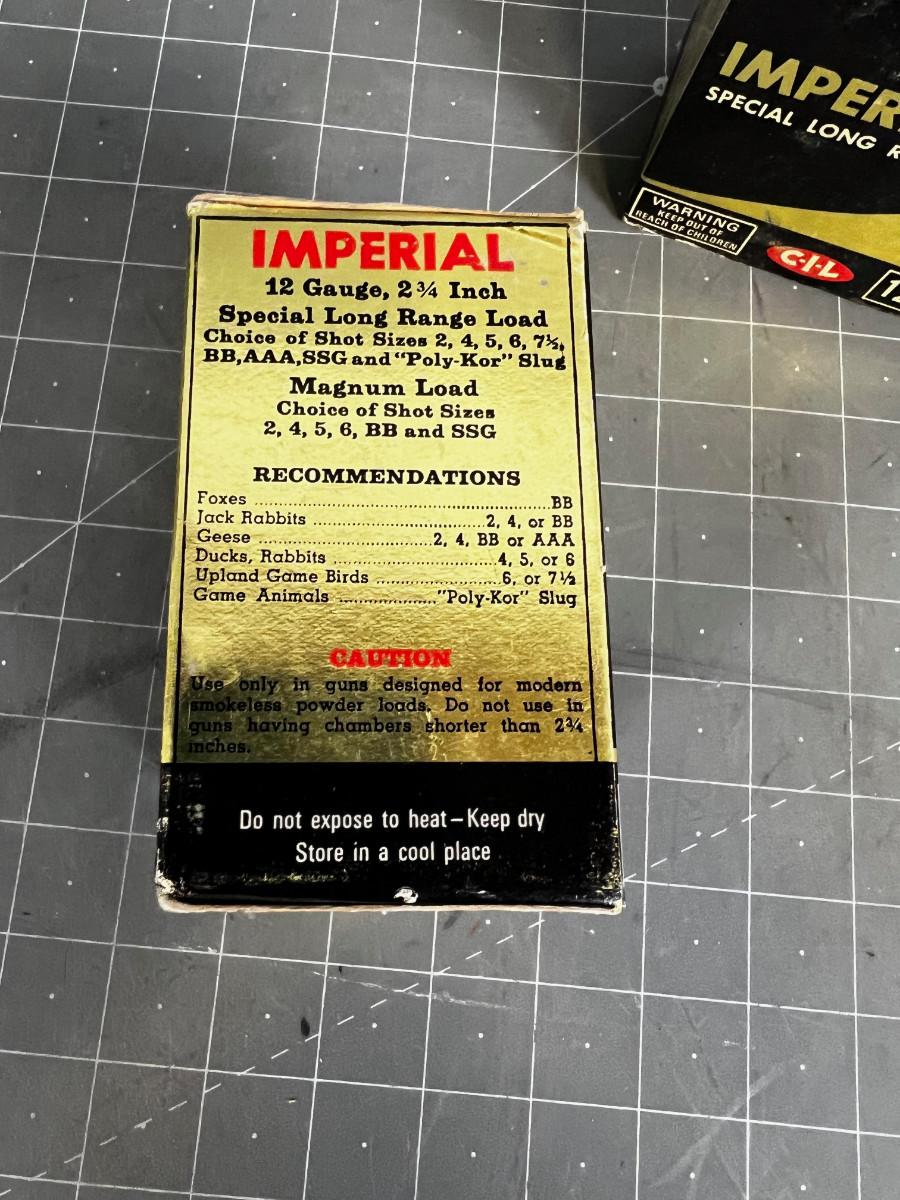 IMPERIAL
12 Gauge, 2¾ Inch
Special Long Range Load
Choice of Shot Sizes 2, 4, 5, 6, 7½,
BB,AAA,SSG and "Poly-Kor" Slug
Magnum Load
Choice of Shot Sizes
2, 4, 5, 6, BB and SSG
RECOMMENDATIONS
Foxes ............................................................BB
Jack Rabbits ...................................2, 4, or BB
Geese ...................................2, 4, BB or AAA
Ducks, Rabbits .................................4, 5, or 6
Upland Game Birds ..........................6, or 7½
Game Animals ...................."Poly-Kor" Slug
CAUTION
Use only in guns designed for modern
smokeless powder loads. Do not use in
guns having chambers shorter than 2¾
inches.
Do not expose to heat–Keep dry
Store in a cool place
SPECIAL LONG
WARNING
KEEP OUT OF
REACH OF CHILDREN
C-I-L